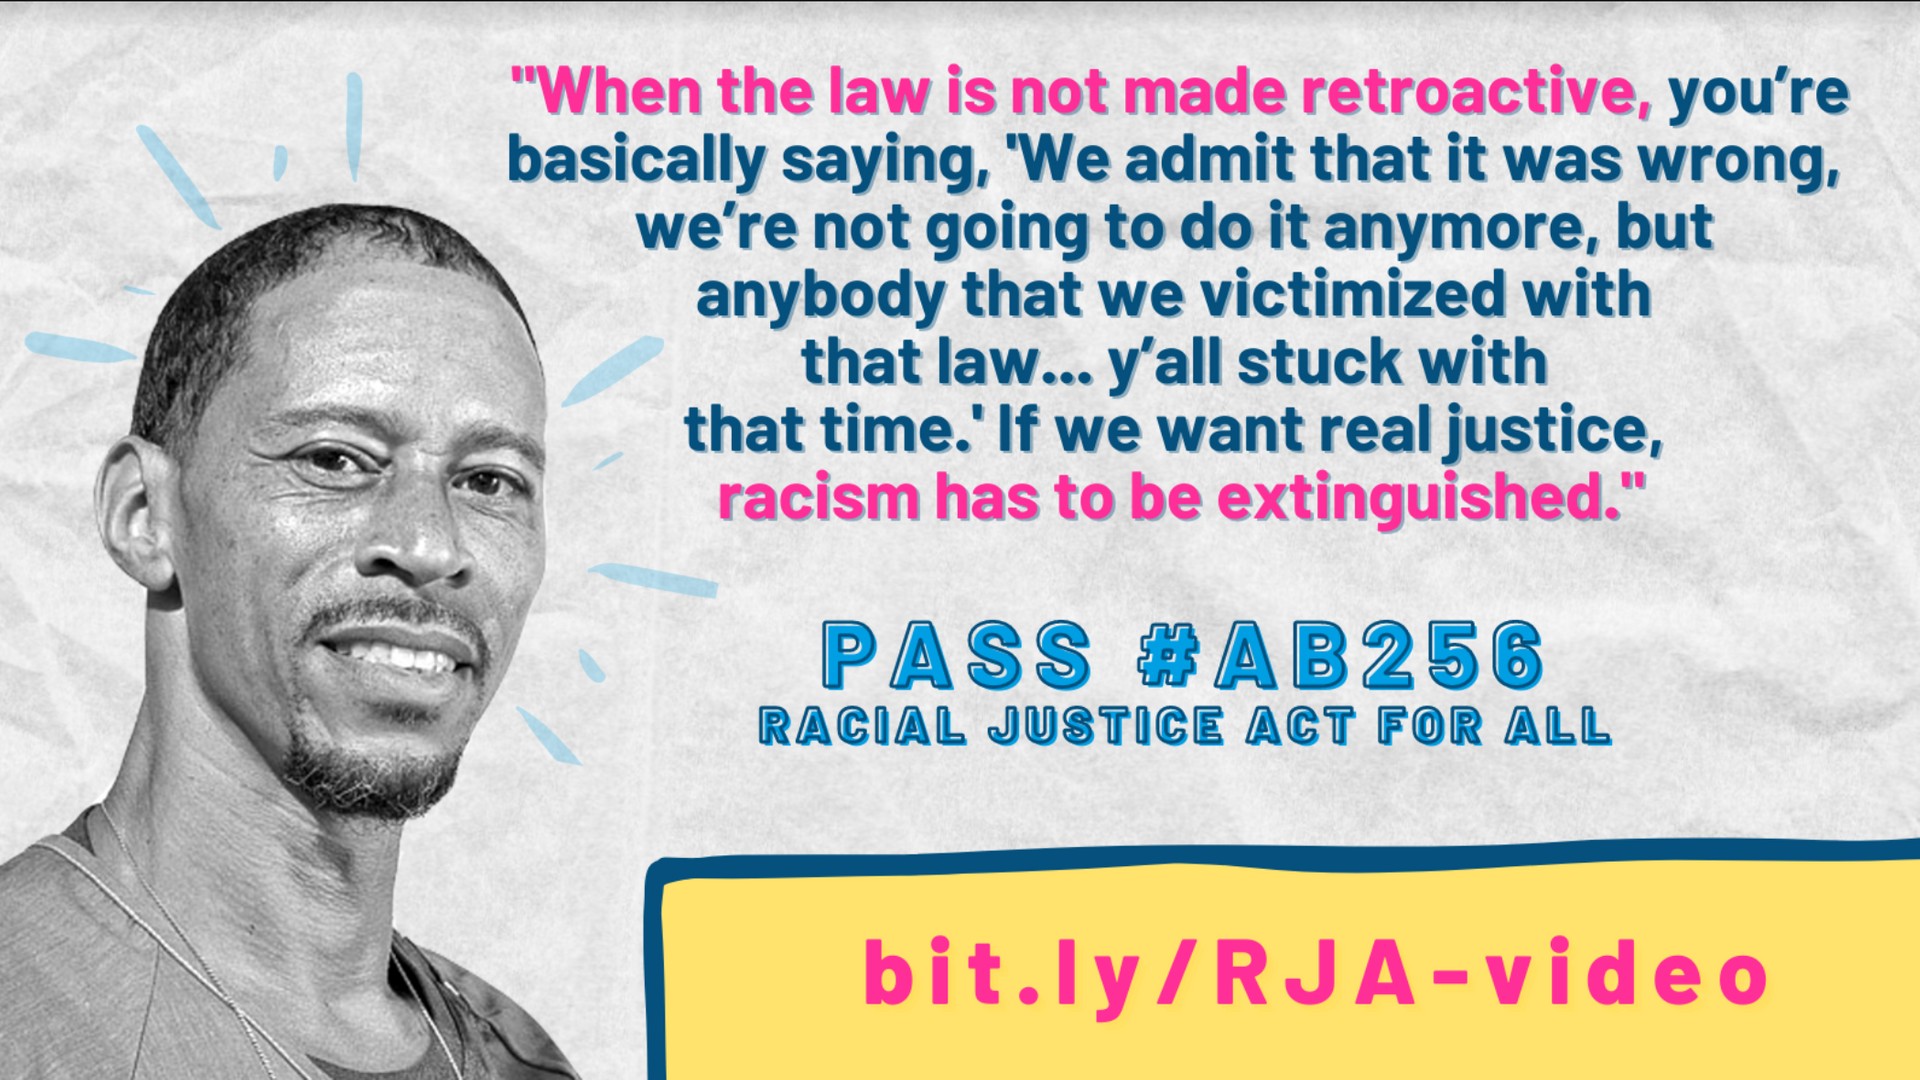 "When the law is not made retroactive, you’re
basically saying, 'We admit that it was wrong,
we’re not going to do it anymore, but
anybody that we victimized with
that law... y’all stuck with
that time.' If we want real justice,
racism has to be extinguished."
PASS #AB256
RACIAL JUSTICE ACT FOR ALL
bit.ly/RJA-video